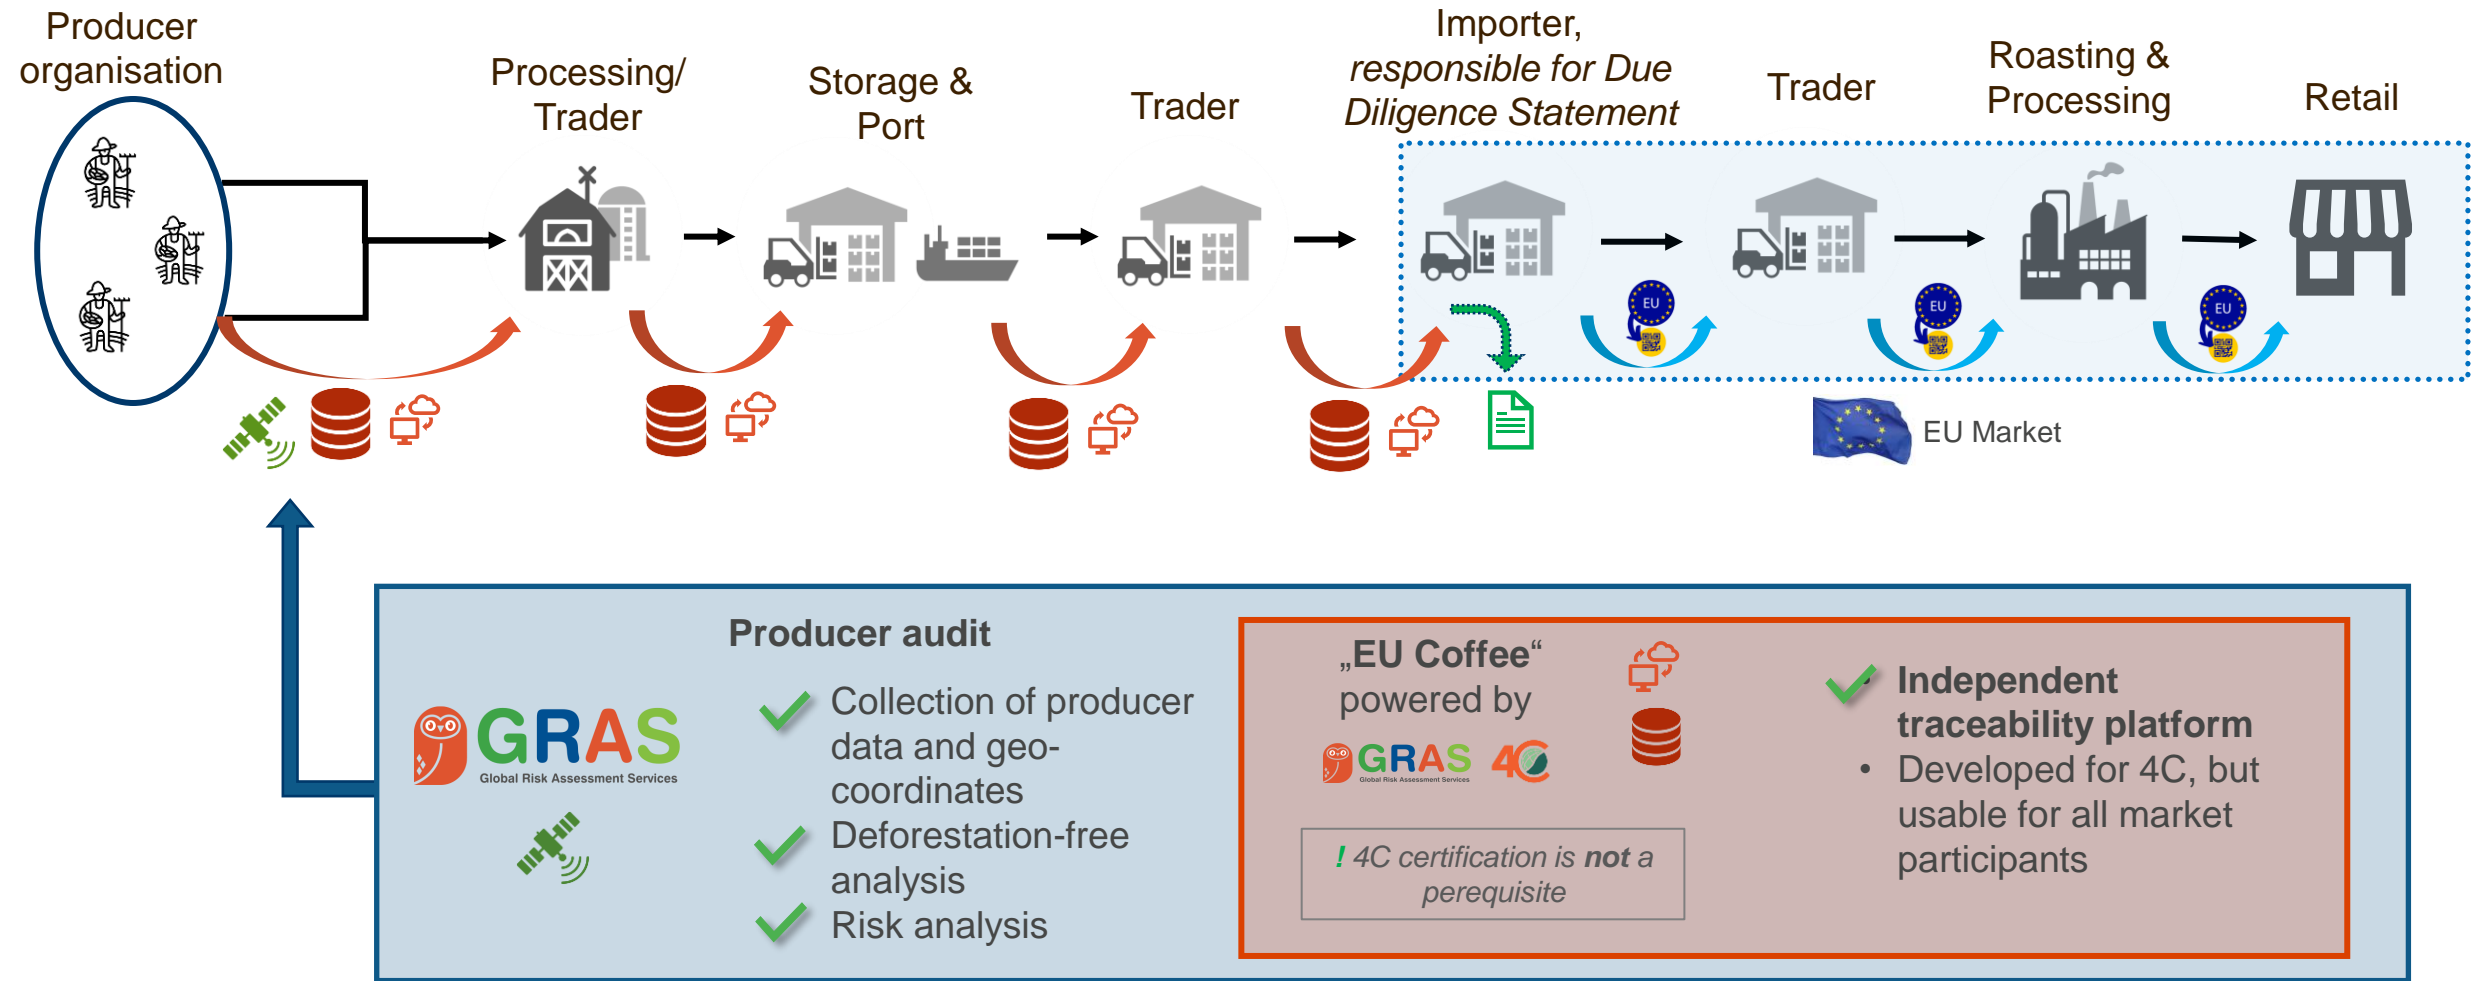 Producer
organisation
Processing/
Trader
Storage &
Port
Trader
Importer,
responsible for Due
Diligence Statement
Trader
Roasting &
Processing
Retail
EU
EU
EU
EU Market
Producer audit
GRAS
Global Risk Assessment Services
Collection of producer
data and geo-
coordinates
Deforestation-free
analysis
Risk analysis
„EU Coffee“
powered by
GRAS
Global Risk Assessment Services
4C
! 4C certification is not a
perequisite
• Independent
traceability platform
• Developed for 4C, but
usable for all market
participants